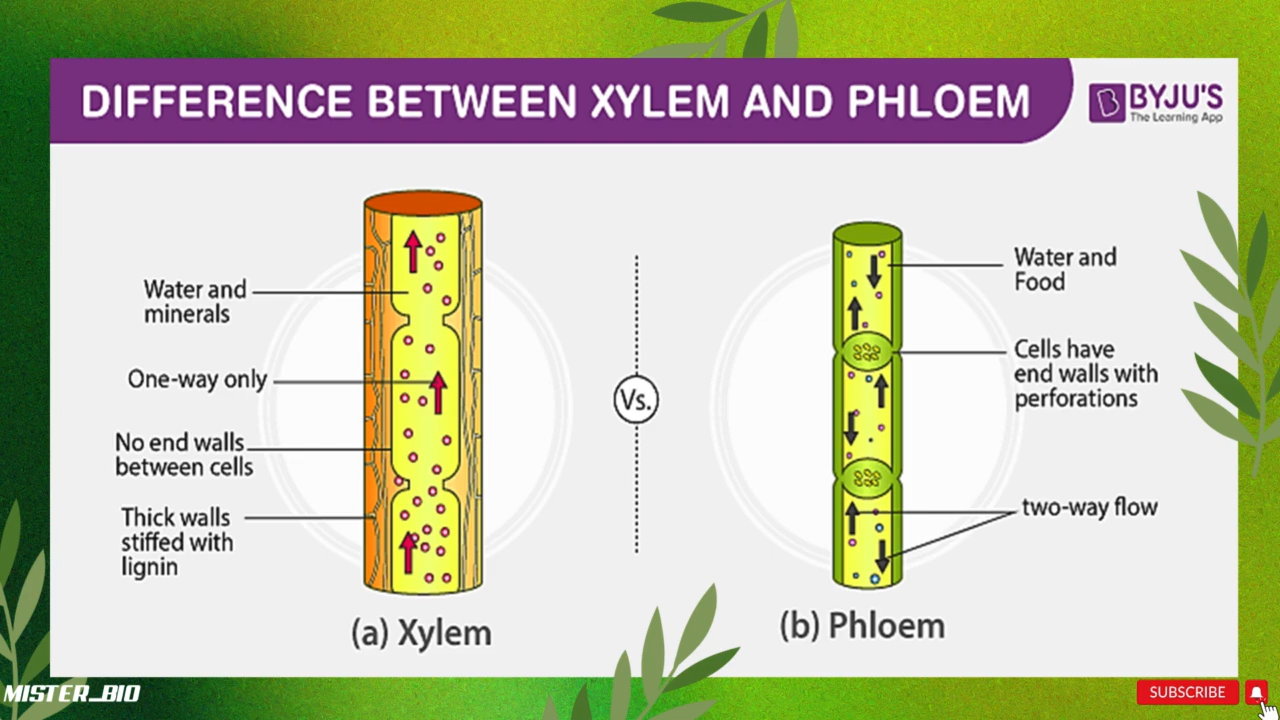 DIFFERENCE BETWEEN XYLEM AND PHLOEM
BYJU'S
The Learning App
Water and
minerals
One-way only
No end walls
between cells
Thick walls
stiffed with
lignin
(a) Xylem
Vs.
Water and
Food
Cells have
end walls with
perforations
two-way flow
(b) Phloem
MISTER_BIO
SUBSCRIBE